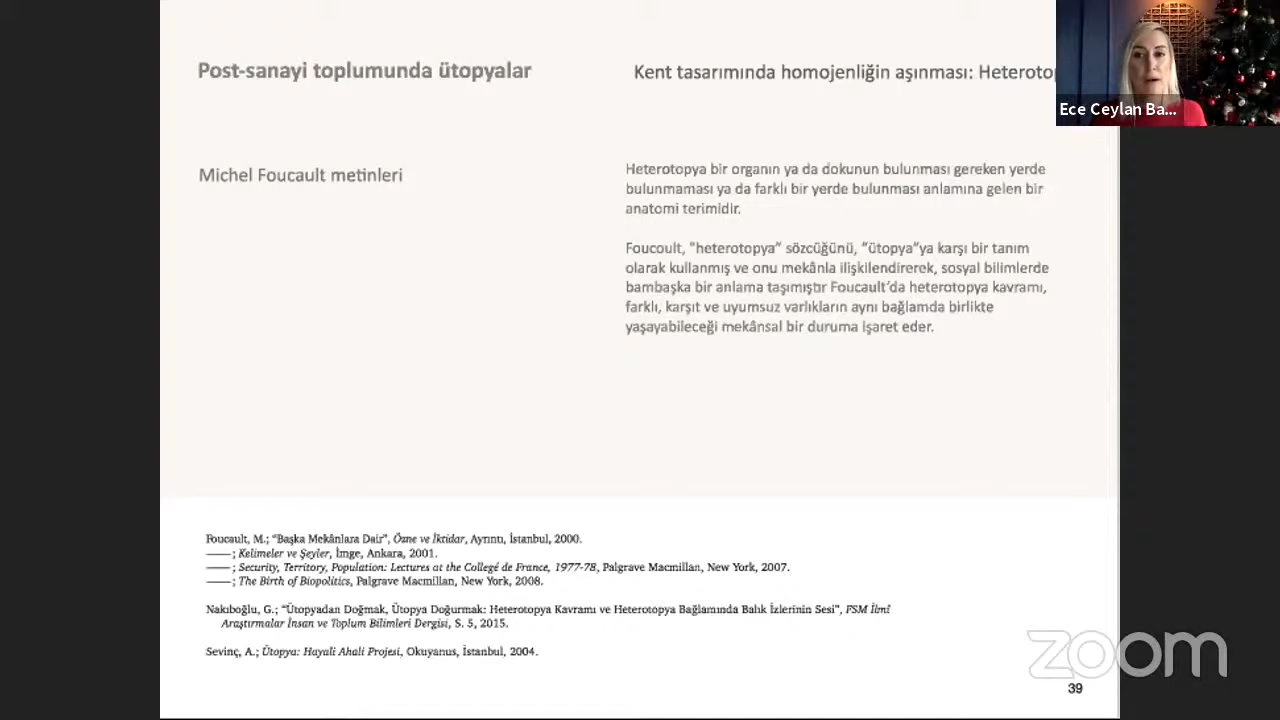 Post-sanayi toplumunda ütopyalar
Kent tasarımında homojenliğin aşınması: Heterotop
Ece Ceylan Ba...
Michel Foucault metinleri
Heterotopya bir organın ya da dokunun bulunması gereken yerde
bulunmaması ya da farklı bir yerde bulunması anlamına gelen bir
anatomi terimidir.
Foucoult, "heterotopya" sözcüğünü, "ütopya"ya karşı bir tanım
olarak kullanmış ve onu mekânla ilişkilendirerek, sosyal bilimlerde
bambaşka bir anlama taşımıştır Foucault'da heterotopya kavramı,
farklı, karşıt ve uyumsuz varlıkların aynı bağlamda birlikte
yaşayabileceği mekânsal bir duruma işaret eder.
Foucault, M.; "Başka Mekânlara Dair", Özne ve İktidar, Ayrıntı, İstanbul, 2000.
——; Kelimeler ve Şeyler, İmge, Ankara, 2001.
——; Security, Territory, Population: Lectures at the Collegé de France, 1977-78, Palgrave Macmillan, New York, 2007.
——; The Birth of Biopolitics, Palgrave Macmillan, New York, 2008.
Nakıboğlu, G.; "Ütopyadan Doğmak, Ütopya Doğurmak: Heterotopya Kavramı ve Heterotopya Bağlamında Balık İzlerinin Sesi", FSM İlmî
Araştırmalar İnsan ve Toplum Bilimleri Dergisi, S. 5, 2015.
Sevinç, A.; Ütopya: Hayali Ahali Projesi, Okuyanus, İstanbul, 2004.
zoom
39